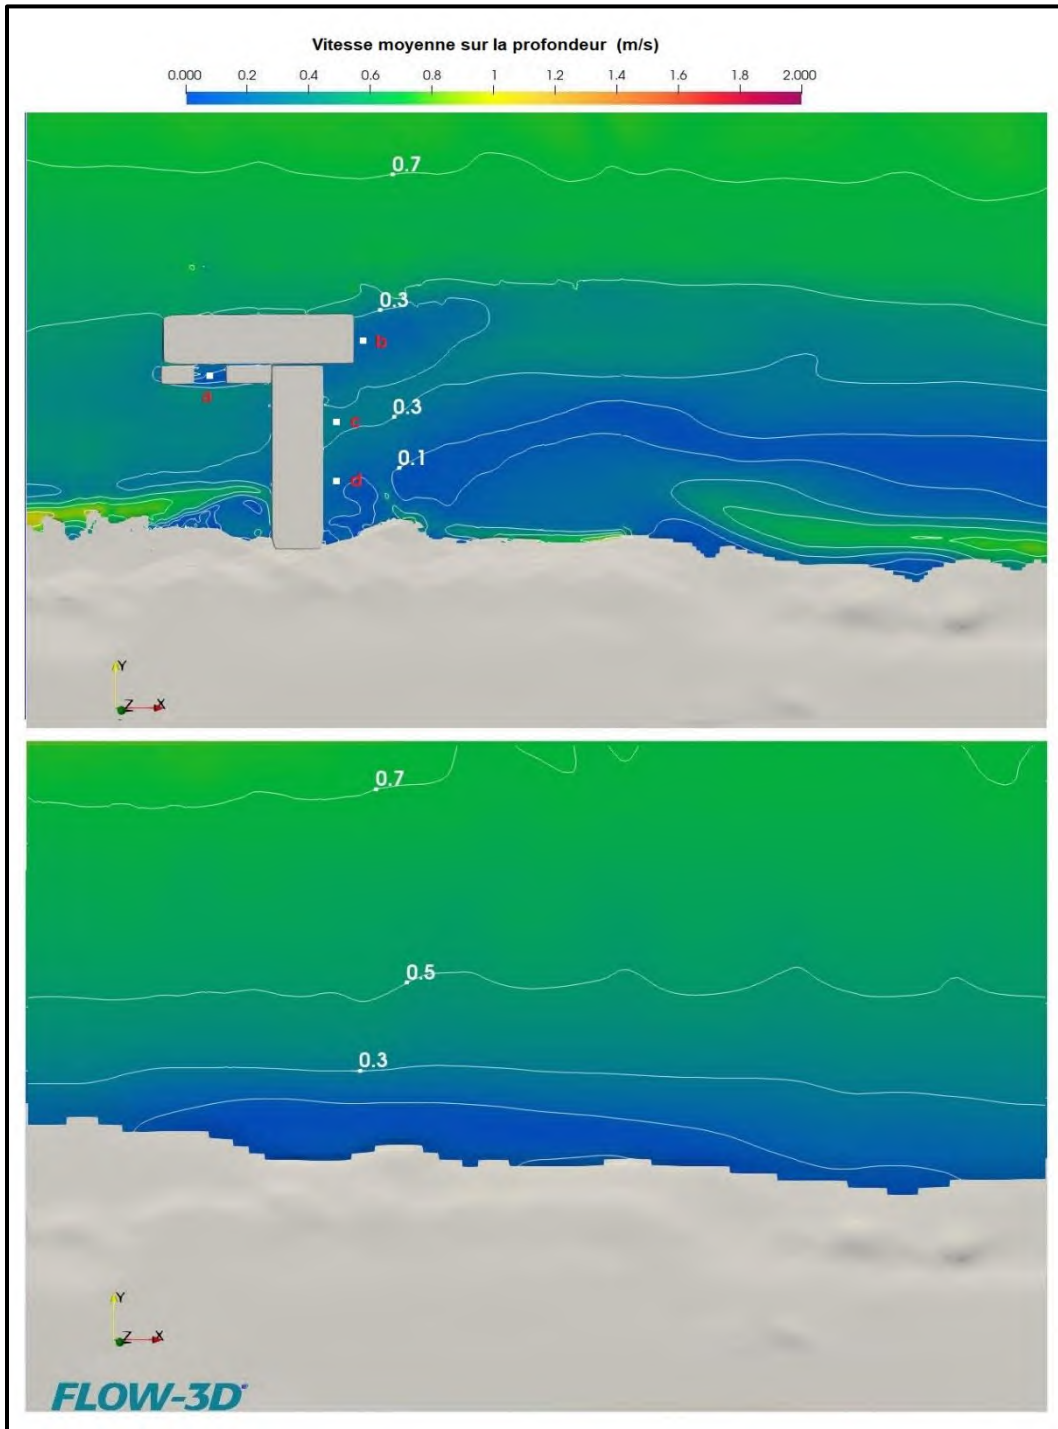 Vitesse moyenne sur la profondeur (m/s)
0.000 0.2 0.4 0.6 0.8 1 1.2 1.4 1.6 1.8 2.000
0.7
0.3
b
a
0.3
c
0.1
d
Y
Z X
0.7
0.5
0.3
Y
Z X
FLOW-3D